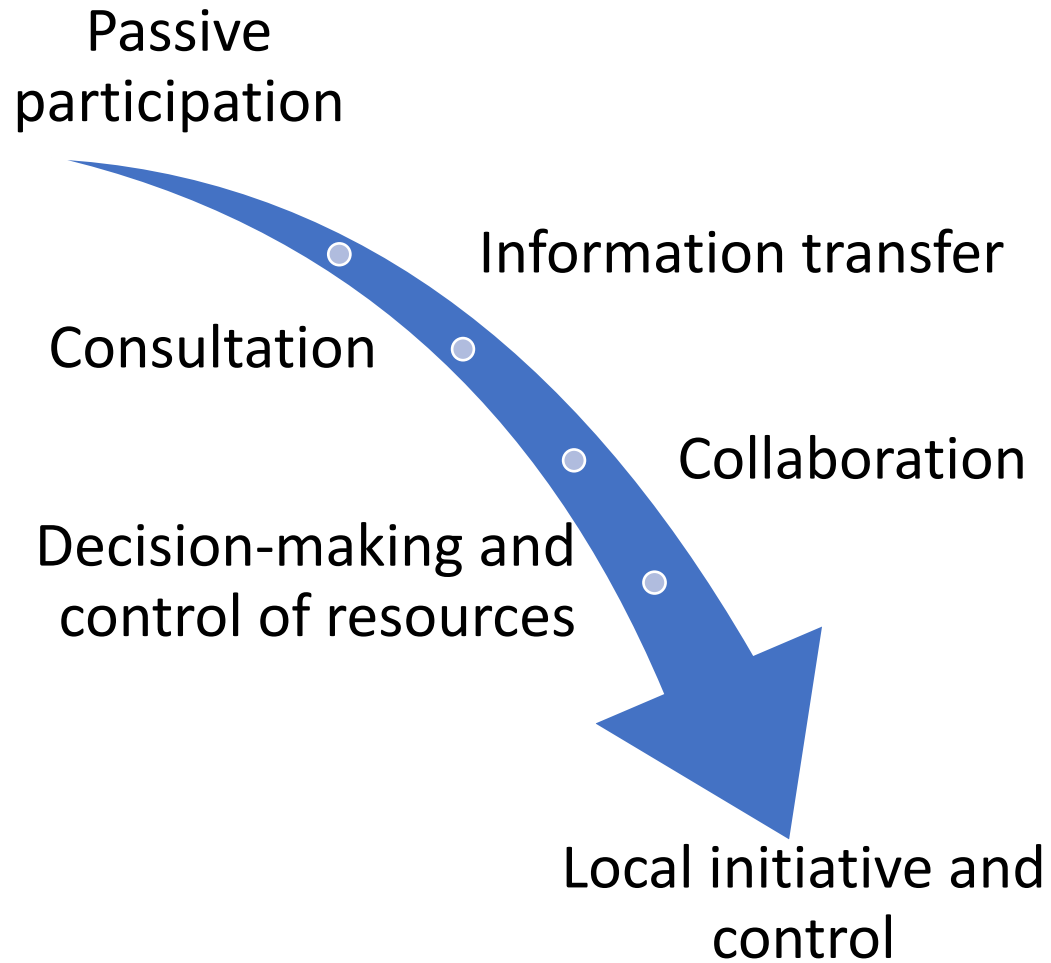 Passive
participation
Information transfer
Consultation
Collaboration
Decision-making and
control of resources
Local initiative and
control